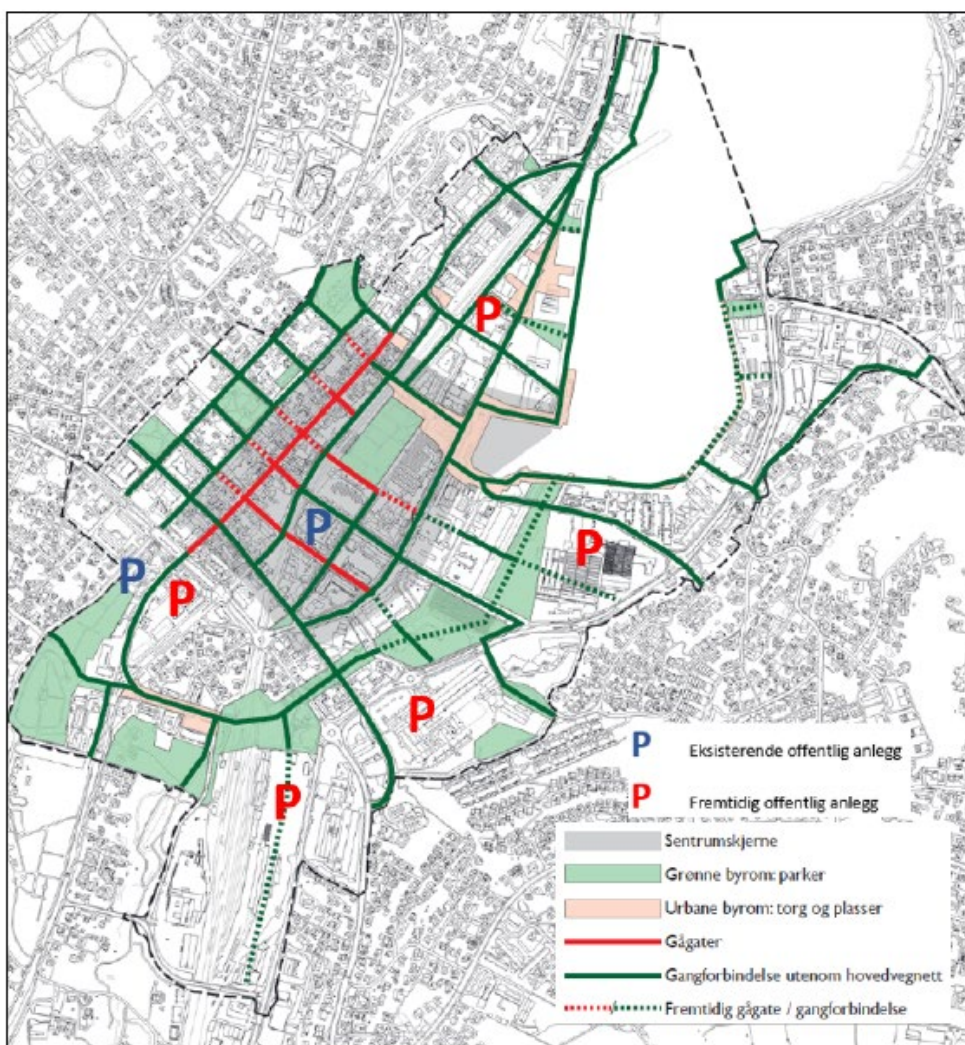 P
P
P
P
P
P
P
P Eksisterende offentlig anlegg
P Fremtidig offentlig anlegg
Sentrumskjerne
Grønne byrom: parker
Urbane byrom: torg og plasser
Gågater
Gangforbindelse utenom hovedvegnett
Fremtidig gågate / gangforbindelse